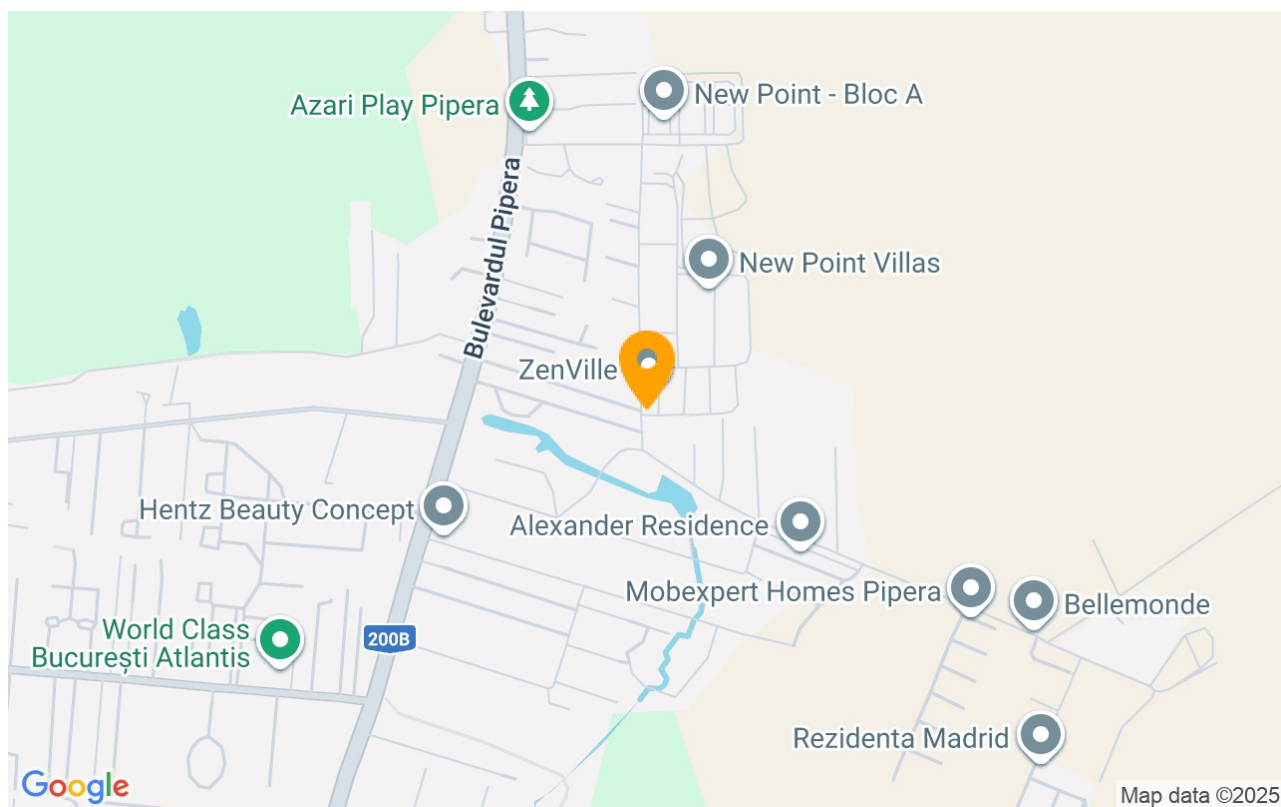 Azari Play Pipera
New Point - Bloc A
Bulevardul Pipera
New Point Villas
ZenVille
Hentz Beauty Concept
Alexander Residence
Mobexpert Homes Pipera
Bellemonde
World Class
București Atlantis
200B
Rezidenta Madrid
Google
Map data ©2025